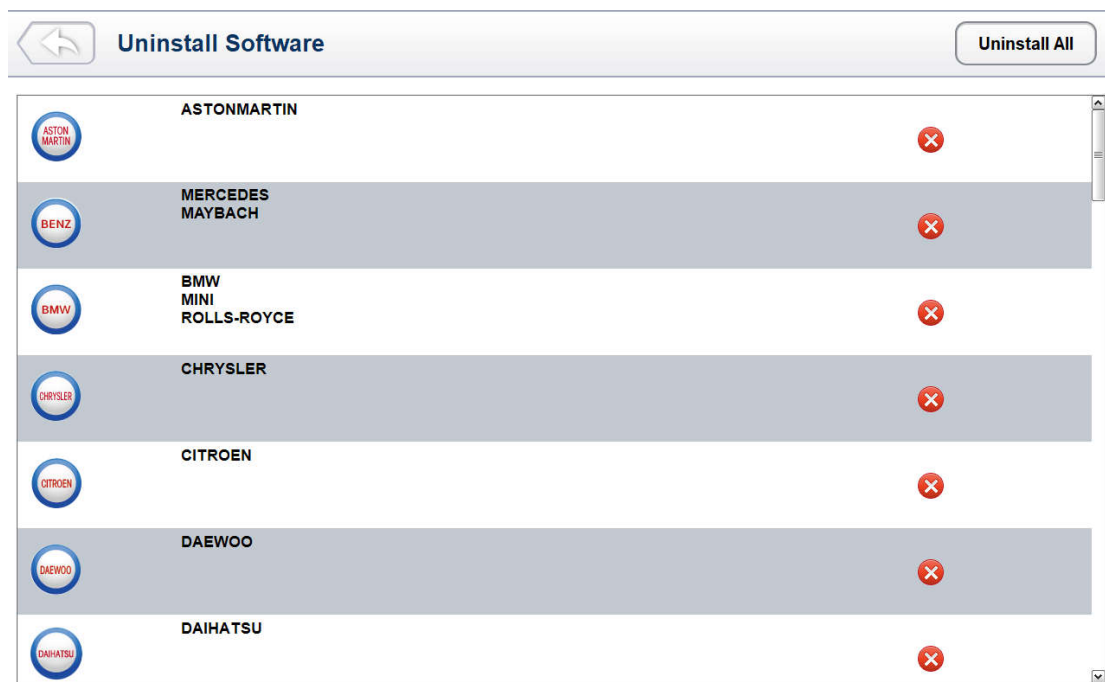 Uninstall Software
Uninstall All
ASTON
MARTIN
ASTONMARTIN
BENZ
MERCEDES
MAYBACH
BMW
BMW
MINI
ROLLS-ROYCE
CHRYSLER
CHRYSLER
CITROEN
CITROEN
DAEWOO
DAEWOO
DAIHATSU
DAIHATSU